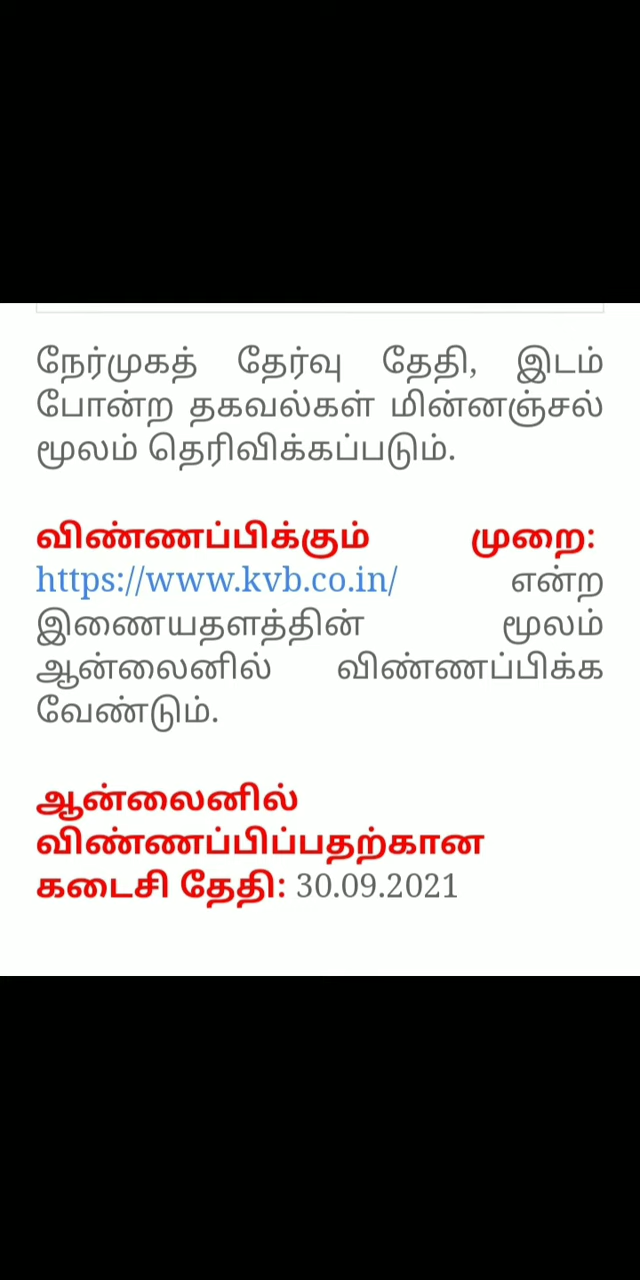 நேர்முகத் தேர்வு தேதி, இடம்
போன்ற தகவல்கள் மின்னஞ்சல்
மூலம் தெரிவிக்கப்படும்.
விண்ணப்பிக்கும் முறை:
https://www.kvb.co.in/ என்ற
இணையதளத்தின் மூலம்
ஆன்லைனில் விண்ணப்பிக்க
வேண்டும்.
ஆன்லைனில்
விண்ணப்பிப்பதற்கான
கடைசி தேதி: 30.09.2021